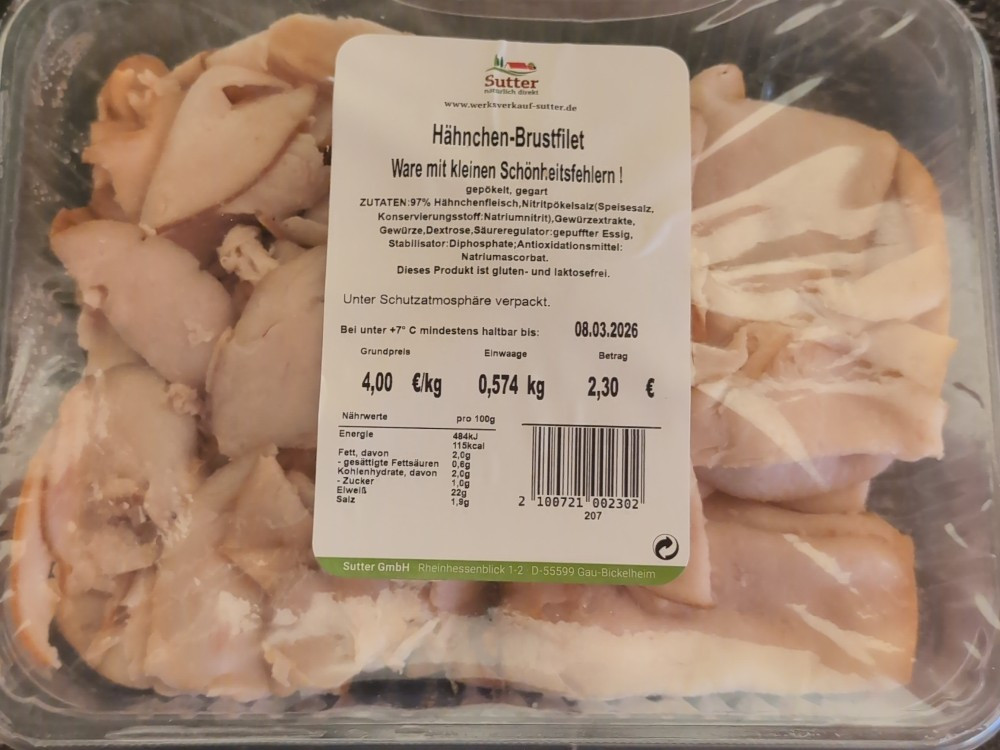 Sutter
natürlich direkt
www.werksverkauf-sutter.de
Hähnchen-Brustfilet
Ware mit kleinen Schönheitsfehlern !
gepökelt, gegart
ZUTATEN:97% Hähnchenfleisch,Nitritpökelsalz(Speisesalz,
Konservierungsstoff:Natriumnitrit),Gewürzextrakte,
Gewürze,Dextrose,Säureregulator:gepuffter Essig,
Stabilisator:Diphosphate;Antioxidationsmittel:
Natriumascorbat.
Dieses Produkt ist gluten- und laktosefrei.
Unter Schutzatmosphäre verpackt.
Bei unter +7° C mindestens haltbar bis: 08.03.2026
Grundpreis Einwaage Betrag
4,00 €/kg 0,574 kg 2,30 €
Nährwerte pro 100g
Energie 484kJ
115kcal
Fett, davon 2,0g
- gesättigte Fettsäuren 0,6g
Kohlenhydrate, davon 2,0g
- Zucker 1,0g
Eiweiß 22g
Salz 1,9g
2 100721 002302
207
Sutter GmbH Rheinhessenblick 1-2 D-55599 Gau-Bickelheim